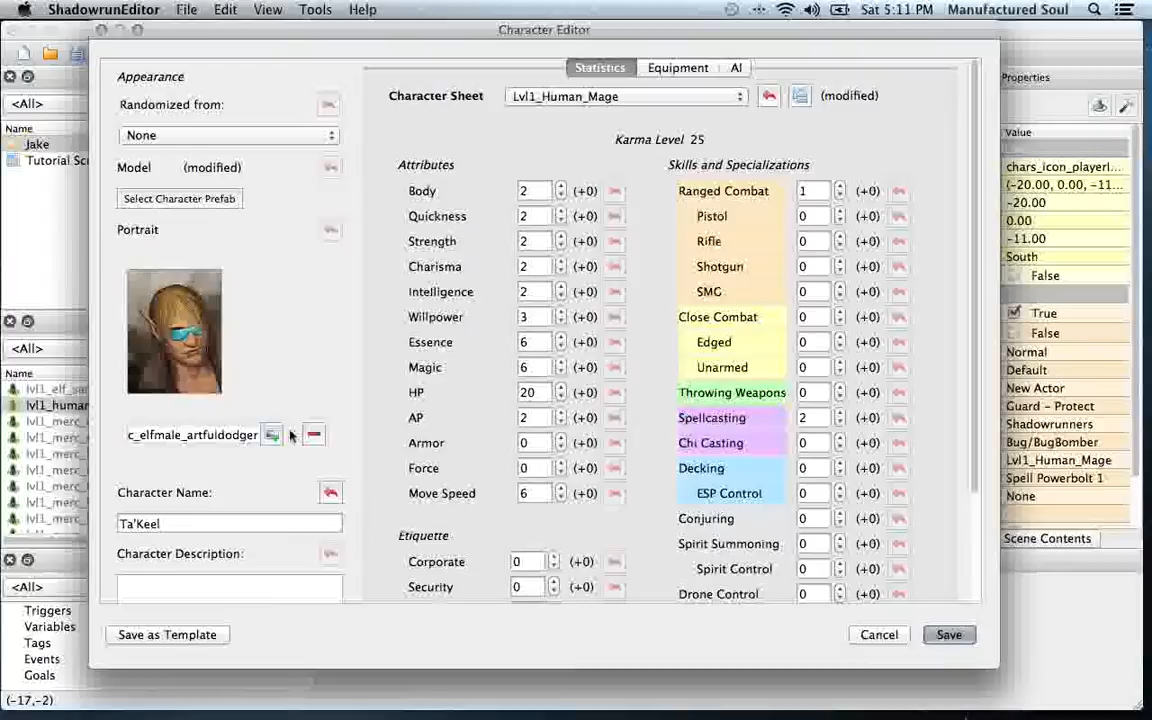 ShadowrunEditor File Edit View Tools Help Sat 5:11 PM Manufactured Soul
Character Editor
<All>
Name
Jake
Tutorial Sc
<All>
Name
lvl1_elf_sa
lvl1_human
lvl1_merc_
lvl1_merc_
lvl1_merc_
lvl1_merc_
lvl1_merc_
lvl1_merc_
lvl1_merc_
<All>
Triggers
Variables
Tags
Events
Goals
(-17,-2)
Appearance
Randomized from:
None
Model (modified)
Select Character Prefab
Portrait
c_elfmale_artfuldodger
Character Name:
Ta'Keel
Character Description:
Save as Template
Statistics Equipment AI
Character Sheet Lvl1_Human_Mage (modified)
Karma Level 25
Attributes
Body 2 (+0)
Quickness 2 (+0)
Strength 2 (+0)
Charisma 2 (+0)
Intelligence 2 (+0)
Willpower 3 (+0)
Essence 6 (+0)
Magic 6 (+0)
HP 20 (+0)
AP 2 (+0)
Armor 0 (+0)
Force 0 (+0)
Move Speed 6 (+0)
Etiquette
Corporate 0 (+0)
Security 0 (+0)
Skills and Specializations
Ranged Combat 1 (+0)
Pistol 0 (+0)
Rifle 0 (+0)
Shotgun 0 (+0)
SMG 0 (+0)
Close Combat 0 (+0)
Edged 0 (+0)
Unarmed 0 (+0)
Throwing Weapons 0 (+0)
Spellcasting 2 (+0)
Chi Casting 0 (+0)
Decking 0 (+0)
ESP Control 0 (+0)
Conjuring 0 (+0)
Spirit Summoning 0 (+0)
Spirit Control 0 (+0)
Drone Control 0 (+0)
Cancel Save
Properties
Value
chars_icon_playerl...
(-20.00, 0.00, -11...
-20.00
0.00
-11.00
South
False
True
False
Normal
Default
New Actor
Guard - Protect
Shadowrunners
Bug/BugBomber
Lvl1_Human_Mage
Spell Powerbolt 1
None
Scene Contents